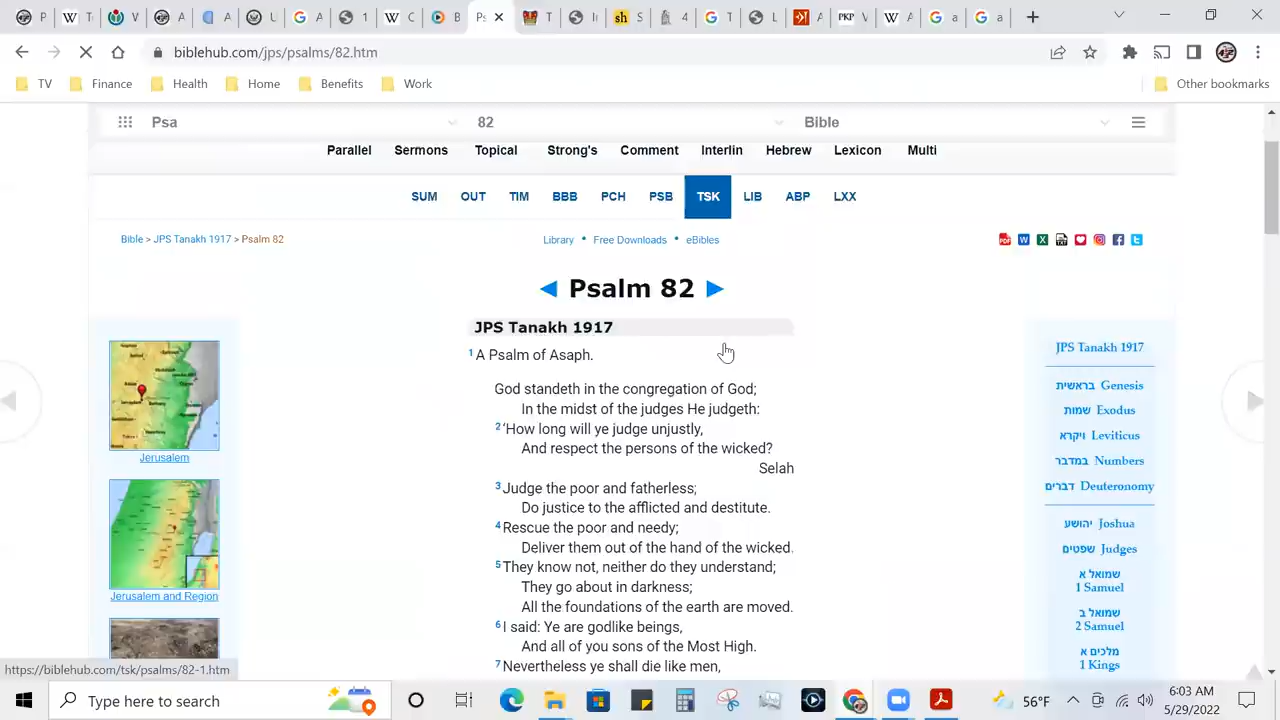 P
V
A
U
G A
1
W C
B
Ps
T
Ir
sh S
4
G T
L
A
PKP V
W A
G a
G a
biblehub.com/jps/psalms/82.htm
TV Finance Health Home Benefits Work Other bookmarks
Psa 82 Bible
Parallel Sermons Topical Strong's Comment Interlin Hebrew Lexicon Multi
SUM OUT TIM BBB PCH PSB TSK LIB ABP LXX
Bible > JPS Tanakh 1917 > Psalm 82
Library • Free Downloads • eBibles
◄ Psalm 82 ►
JPS Tanakh 1917
1 A Psalm of Asaph.
God standeth in the congregation of God;
In the midst of the judges He judgeth:
2 ‘How long will ye judge unjustly,
And respect the persons of the wicked?
Selah
3 Judge the poor and fatherless;
Do justice to the afflicted and destitute.
4 Rescue the poor and needy;
Deliver them out of the hand of the wicked.
5 They know not, neither do they understand;
They go about in darkness;
All the foundations of the earth are moved.
6 I said: Ye are godlike beings,
And all of you sons of the Most High.
7 Nevertheless ye shall die like men,
Jerusalem
Jerusalem and Region
JPS Tanakh 1917
בראשית Genesis
שמות Exodus
ויקרא Leviticus
במדבר Numbers
דברים Deuteronomy
יהושע Joshua
שפטים Judges
שמואל א
1 Samuel
שמואל ב
2 Samuel
מלכים א
1 Kings
https://biblehub.com/tsk/psalms/82-1.htm
Type here to search
56°F
6:03 AM
5/29/2022